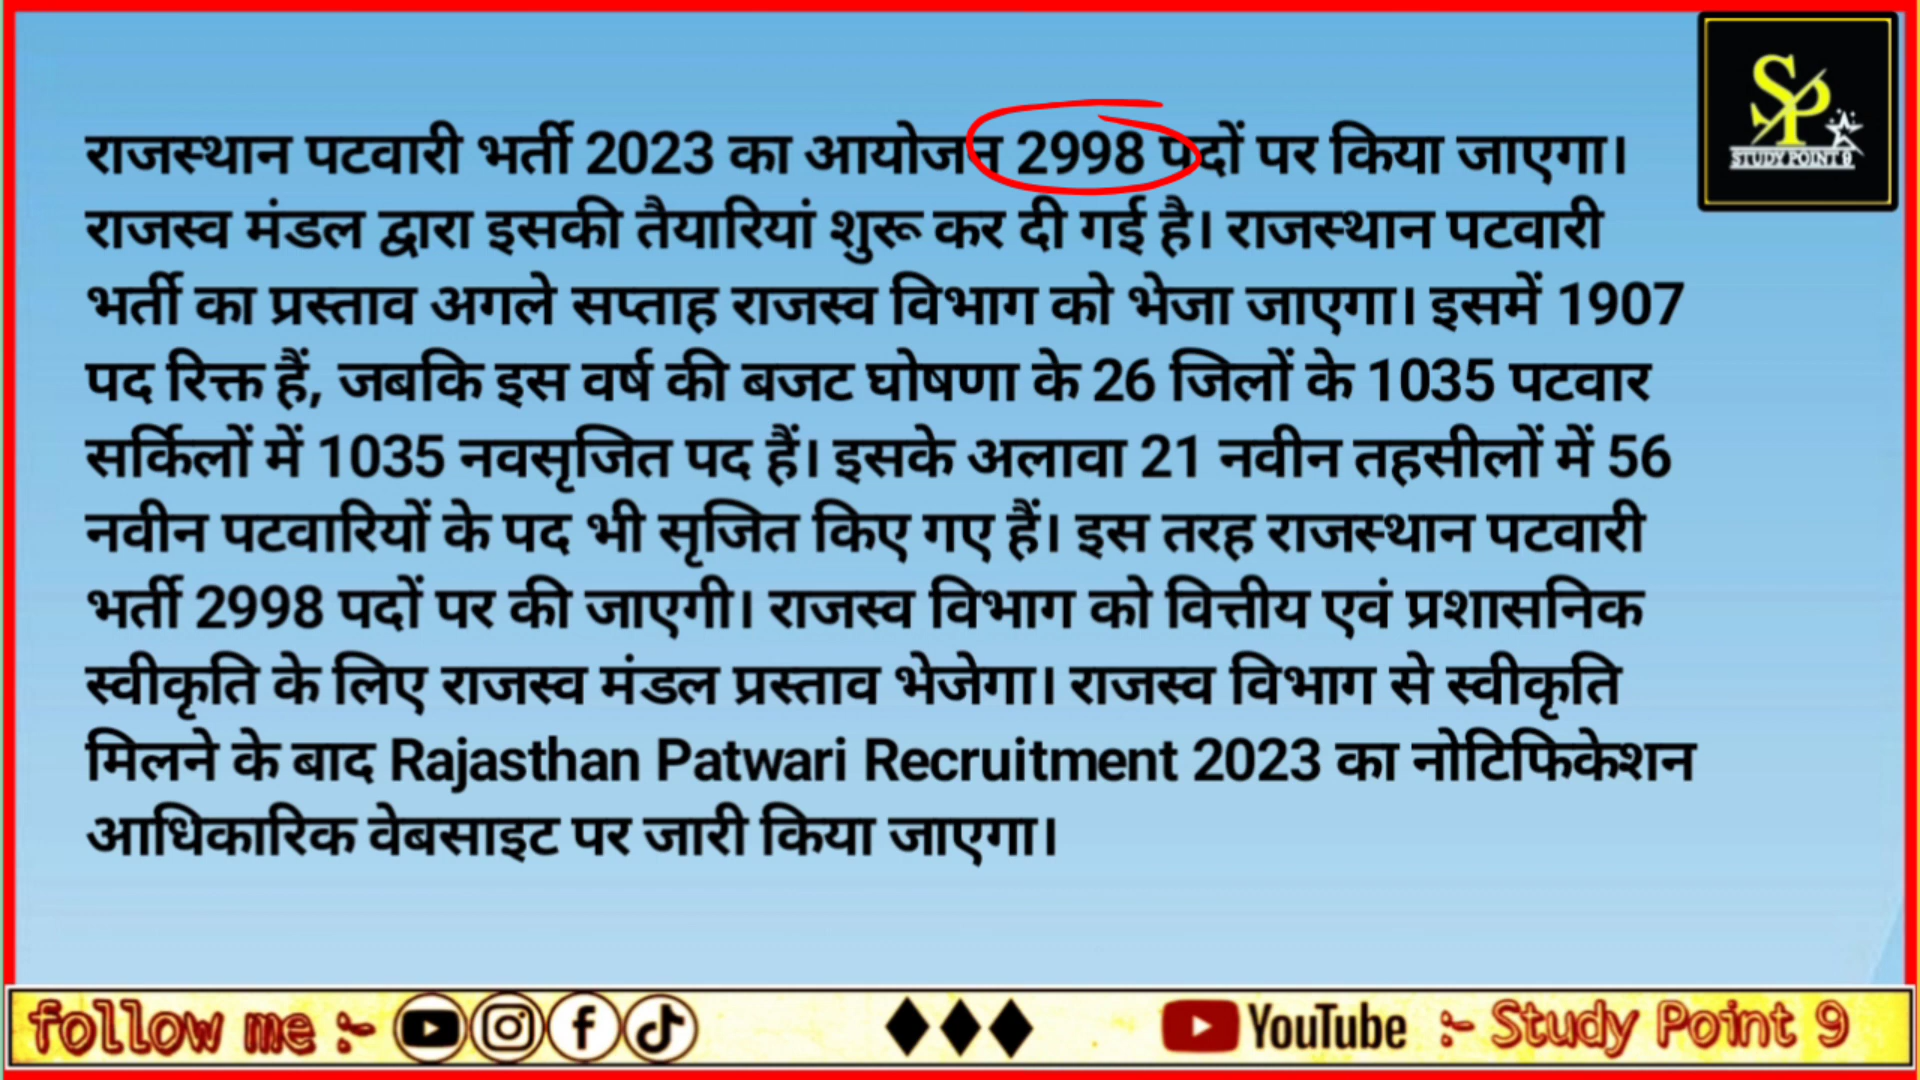 SP
STUDY POINT 9
राजस्थान पटवारी भर्ती 2023 का आयोजन 2998 पदों पर किया जाएगा।
राजस्व मंडल द्वारा इसकी तैयारियां शुरू कर दी गई है। राजस्थान पटवारी
भर्ती का प्रस्ताव अगले सप्ताह राजस्व विभाग को भेजा जाएगा। इसमें 1907
पद रिक्त हैं, जबकि इस वर्ष की बजट घोषणा के 26 जिलों के 1035 पटवार
सर्किलों में 1035 नवसृजित पद हैं। इसके अलावा 21 नवीन तहसीलों में 56
नवीन पटवारियों के पद भी सृजित किए गए हैं। इस तरह राजस्थान पटवारी
भर्ती 2998 पदों पर की जाएगी। राजस्व विभाग को वित्तीय एवं प्रशासनिक
स्वीकृति के लिए राजस्व मंडल प्रस्ताव भेजेगा। राजस्व विभाग से स्वीकृति
मिलने के बाद Rajasthan Patwari Recruitment 2023 का नोटिफिकेशन
आधिकारिक वेबसाइट पर जारी किया जाएगा।
follow me :- YouTube :- Study Point 9